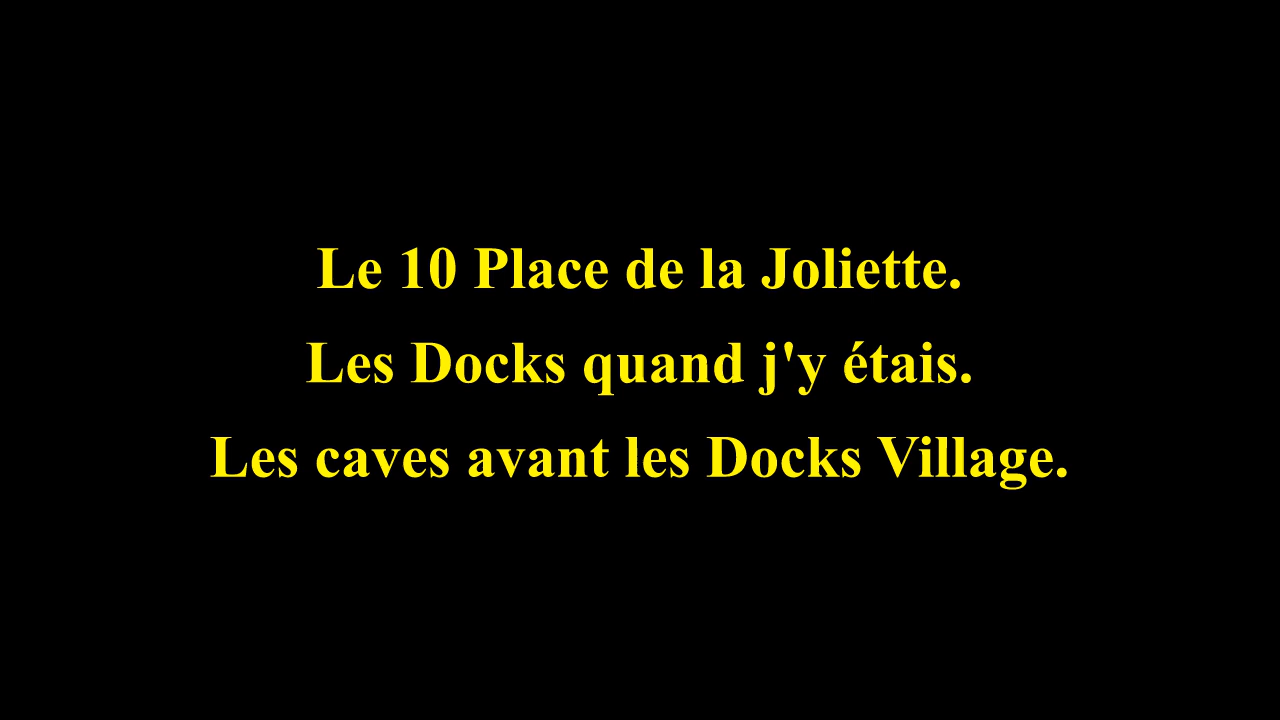 Le 10 Place de la Joliette.
Les Docks quand j'y étais.
Les caves avant les Docks Village.